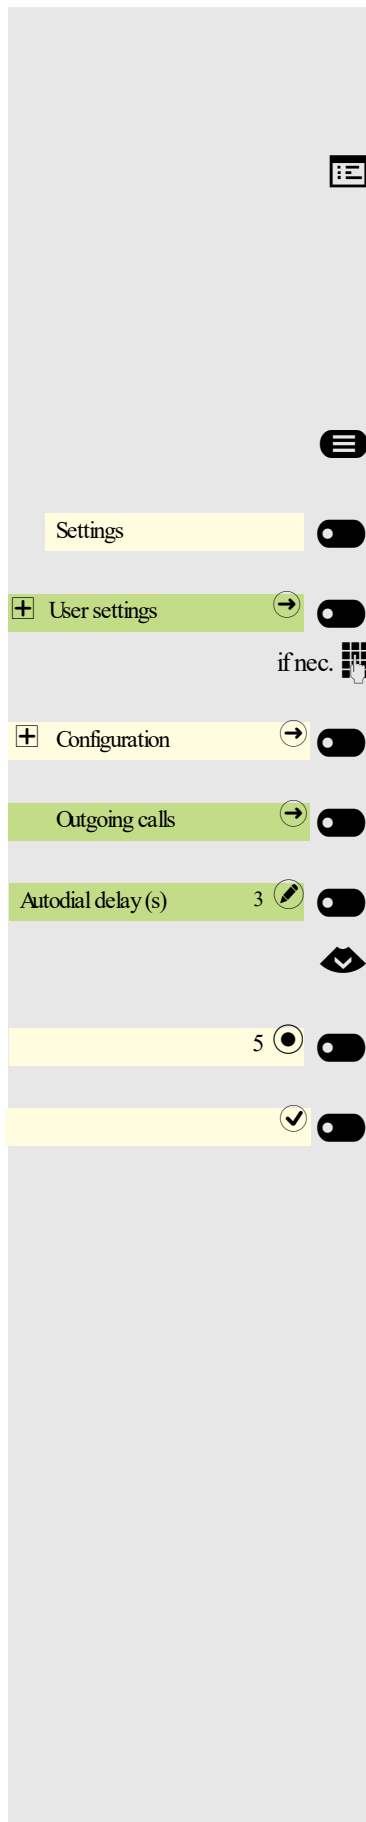 Settings
User settings
if nec.
Configuration
Outgoing calls
Autodial delay (s) 3
5